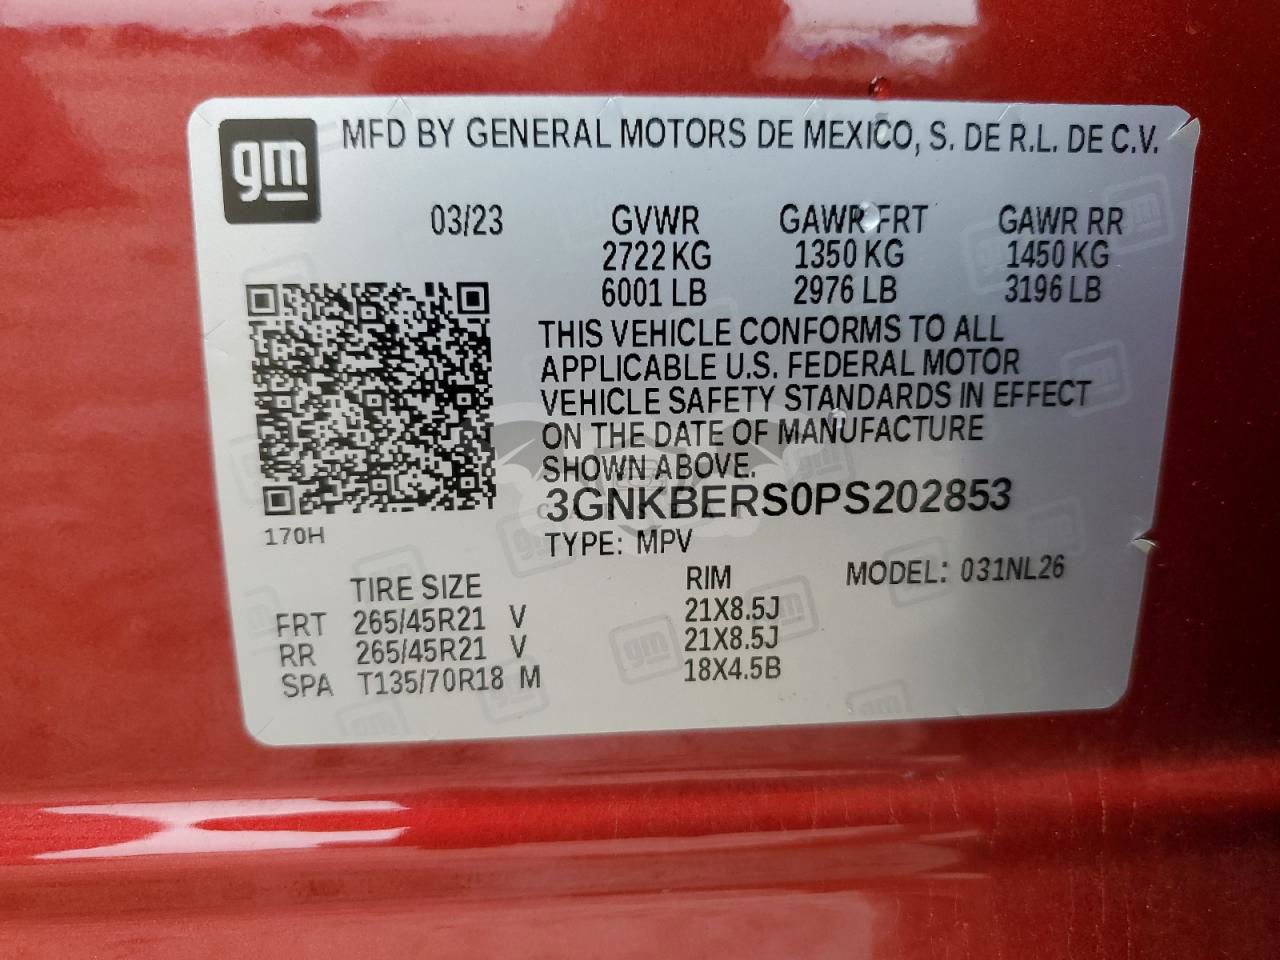 gm
MFD BY GENERAL MOTORS DE MEXICO, S. DE R.L. DE C.V.
03/23 GVWR GAWR FRT GAWR RR
2722 KG 1350 KG 1450 KG
6001 LB 2976 LB 3196 LB
THIS VEHICLE CONFORMS TO ALL
APPLICABLE U.S. FEDERAL MOTOR
VEHICLE SAFETY STANDARDS IN EFFECT
ON THE DATE OF MANUFACTURE
SHOWN ABOVE.
3GNKBERS0PS202853
170H
TYPE: MPV
TIRE SIZE RIM MODEL: 031NL26
FRT 265/45R21 V 21X8.5J
RR 265/45R21 V 21X8.5J
SPA T135/70R18 M 18X4.5B